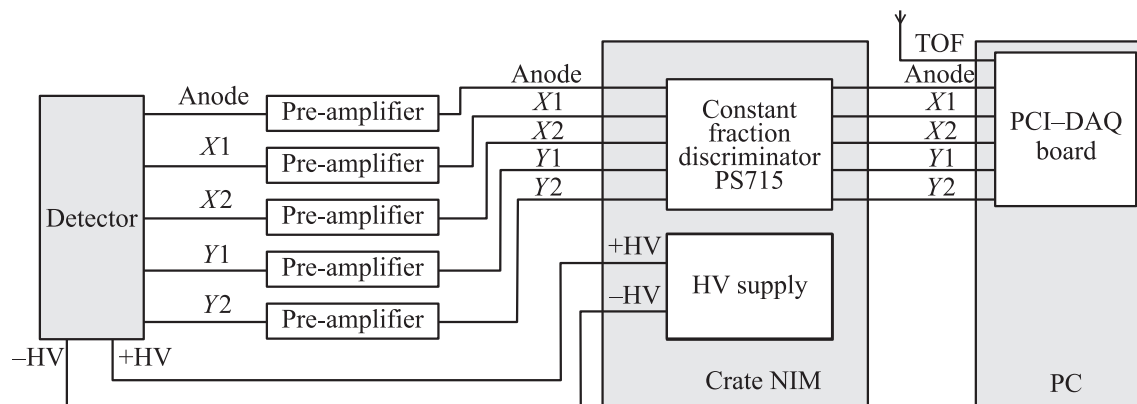 TOF
Anode
Pre-amplifier
Anode
Constant
fraction
discriminator
PS715
Anode
PCI–DAQ
board
X1
X1
X1
Pre-amplifier
X2
X2
X2
Pre-amplifier
Y1
Y1
Detector
Y2
Y2
Y1
Pre-amplifier
+HV
HV supply
Y2
Pre-amplifier
–HV
–HV
+HV
Crate NIM
PC